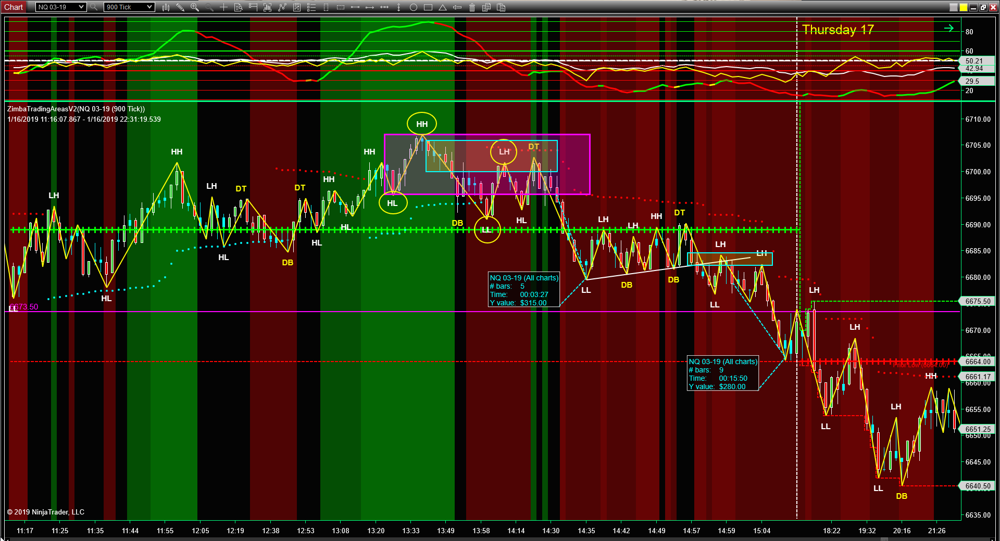 Chart NQ 03-19 900 Tick
Thursday 17
80
60
50.21
42.94
29.5
20
ZimbaTradingAreasV2(NQ 03-19 (900 Tick))
1/16/2019 11:16:07.867 - 1/16/2019 22:31:19.539
6710.00
HH
6705.00
HH HH LH DT
6700.00
HH
LH DT DT
6695.00
LH HL
6690.00
HL DB LL HL LH LH HH DT
6685.00
HL HL DB LH LH
6680.00
NQ 03-19 (All charts)
# bars: 5
Time: 00:03:27
Y value: $315.00
LL DB DB
LL HL LL LH
6675.50
6673.50
6670.00
LH
6665.00
6664.00
Prior Low (6664.00)
NQ 03-19 (All charts)
# bars: 9
Time: 00:15:50
Y value: $280.00
HH
6661.17
6660.00
6655.00
LL LH
6651.25
6650.00
6645.00
LL
6640.50
DB
© 2019 NinjaTrader, LLC
6635.00
11:17 11:25 11:35 11:44 11:55 12:05 12:19 12:38 12:53 13:08 13:20 13:33 13:49 13:58 14:14 14:30 14:35 14:42 14:49 14:57 14:59 15:04 18:22 19:32 20:16 21:26